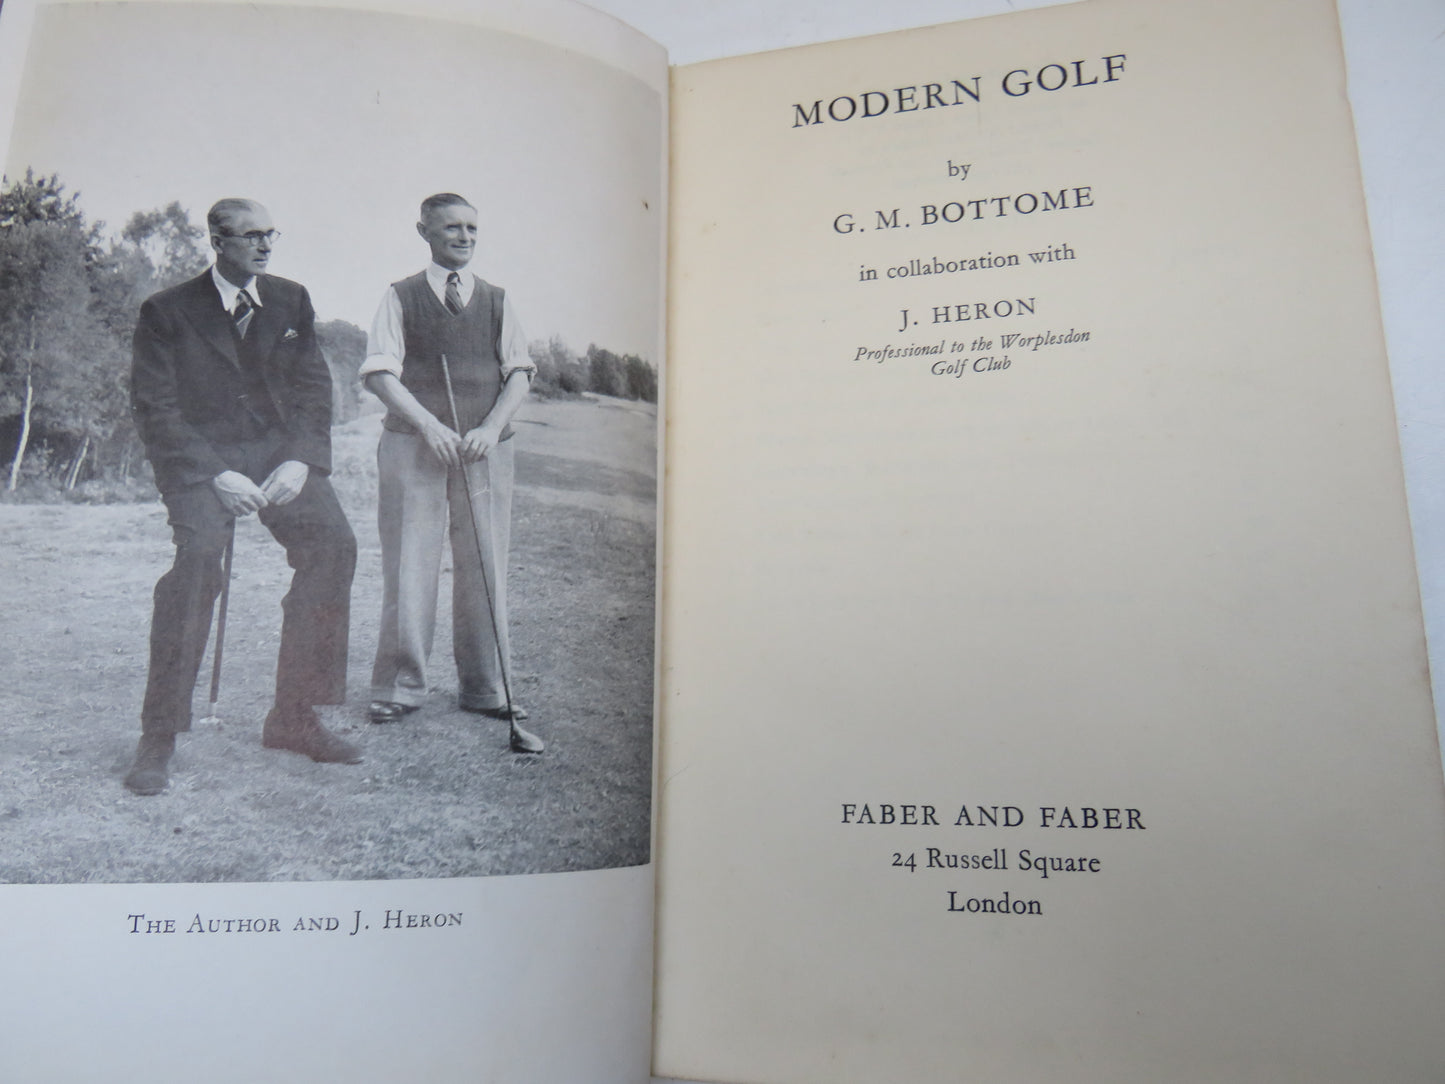 THE AUTHOR AND J. HERON
MODERN GOLF
by
G. M. BOTTOME
in collaboration with
J. HERON
Professional to the Worplesdon
Golf Club
FABER AND FABER
24 Russell Square
London